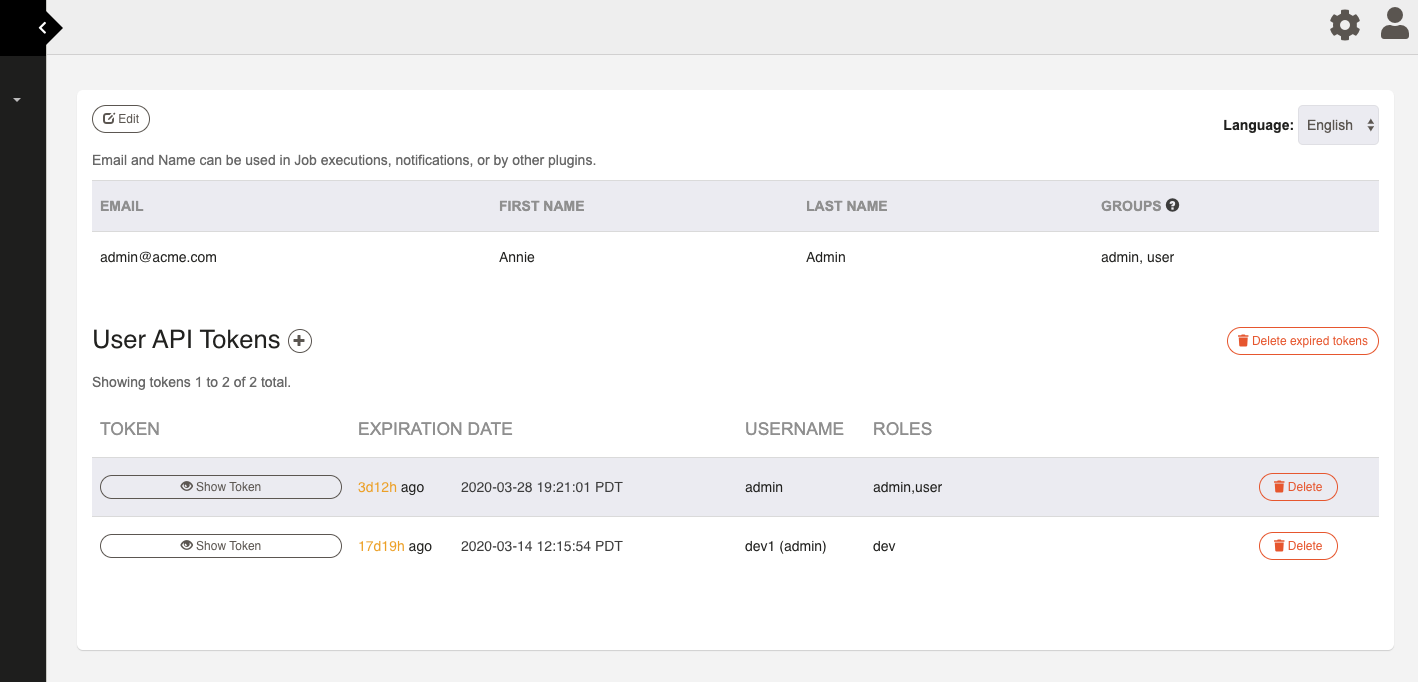 Edit
Language: English
Email and Name can be used in Job executions, notifications, or by other plugins.
EMAIL FIRST NAME LAST NAME GROUPS
admin@acme.com Annie Admin admin, user
User API Tokens
Delete expired tokens
Showing tokens 1 to 2 of 2 total.
TOKEN EXPIRATION DATE USERNAME ROLES
Show Token 3d12h ago 2020-03-28 19:21:01 PDT admin admin,user Delete
Show Token 17d19h ago 2020-03-14 12:15:54 PDT dev1 (admin) dev Delete